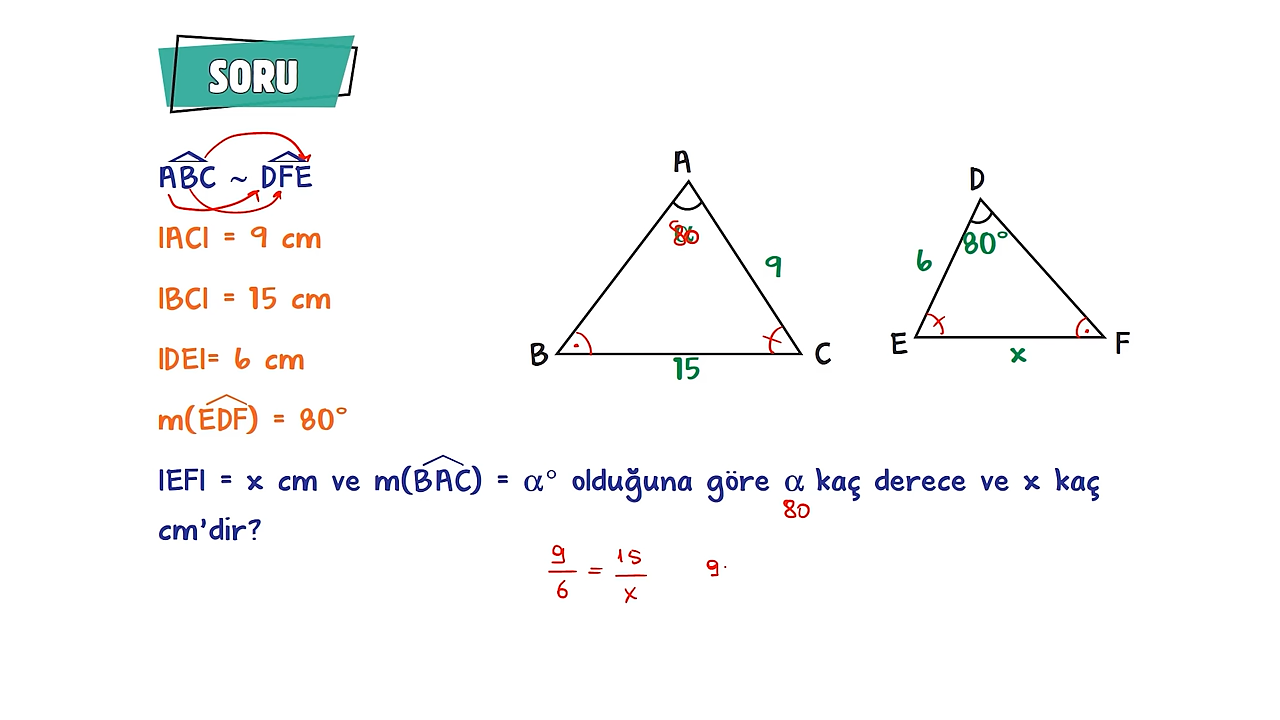 SORU
ABC ~ DFE
|AC| = 9 cm
|BC| = 15 cm
|DE|= 6 cm
m(EDF) = 80°
|EF| = x cm ve m(BAC) = α° olduğuna göre α kaç derece ve x kaç
cm'dir?
80
9/6 = 15/x 9·
A
80
9
B
15
C
D
80°
6
E
x
F